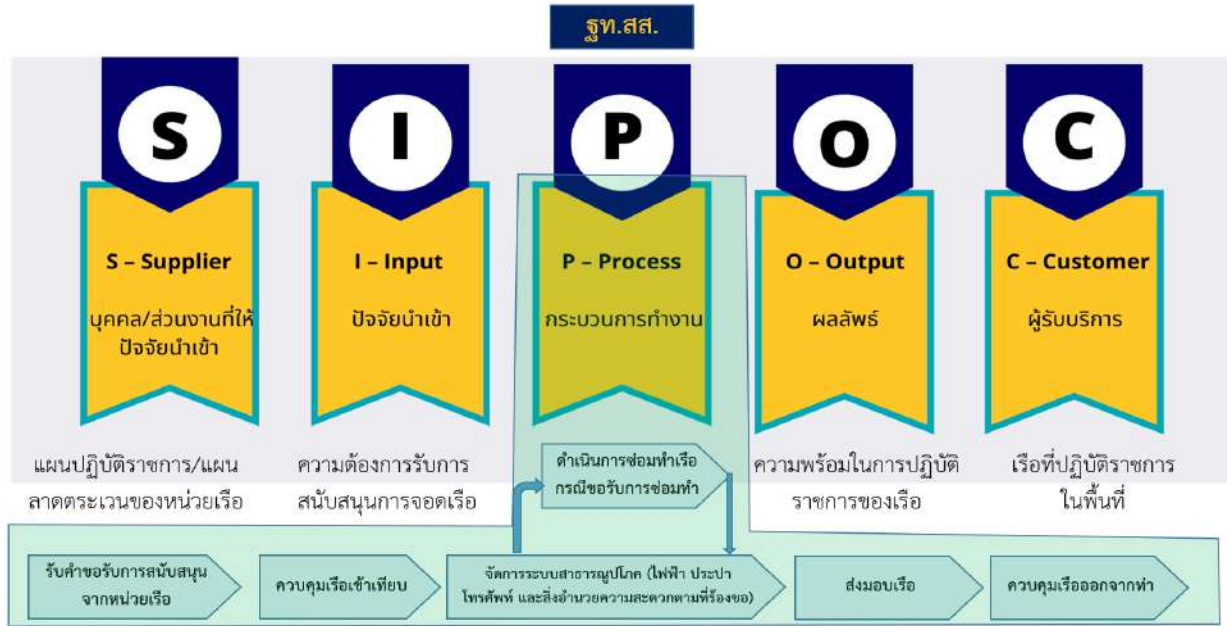 ฐท.สส.
S
I
P
O
C
S – Supplier
บุคคล/ส่วนงานที่ให้
ปัจจัยนำเข้า
I – Input
ปัจจัยนำเข้า
P – Process
กระบวนการทำงาน
O – Output
ผลลัพธ์
C – Customer
ผู้รับบริการ
แผนปฏิบัติราชการ/แผน
ลาดตระเวนของหน่วยเรือ
ความต้องการรับการ
สนับสนุนการจอดเรือ
ดำเนินการซ่อมทำเรือ
กรณีขอรับการซ่อมทำ
ความพร้อมในการปฏิบัติ
ราชการของเรือ
เรือที่ปฏิบัติราชการ
ในพื้นที่
รับคำขอรับการสนับสนุน
จากหน่วยเรือ
ควบคุมเรือเข้าเทียบ
จัดการระบบสาธารณูปโภค (ไฟฟ้า ประปา
โทรศัพท์ และสิ่งอำนวยความสะดวกตามที่ร้องขอ)
ส่งมอบเรือ
ควบคุมเรือออกจากท่า